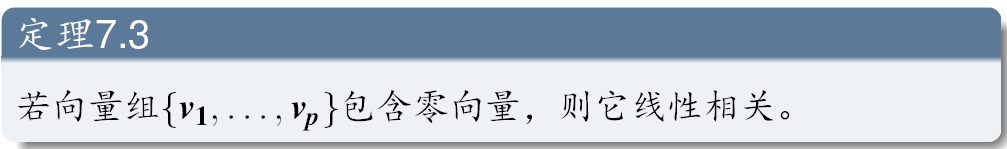 定理7.3
若向量组{v₁, . . . , vₚ}包含零向量，则它线性相关。